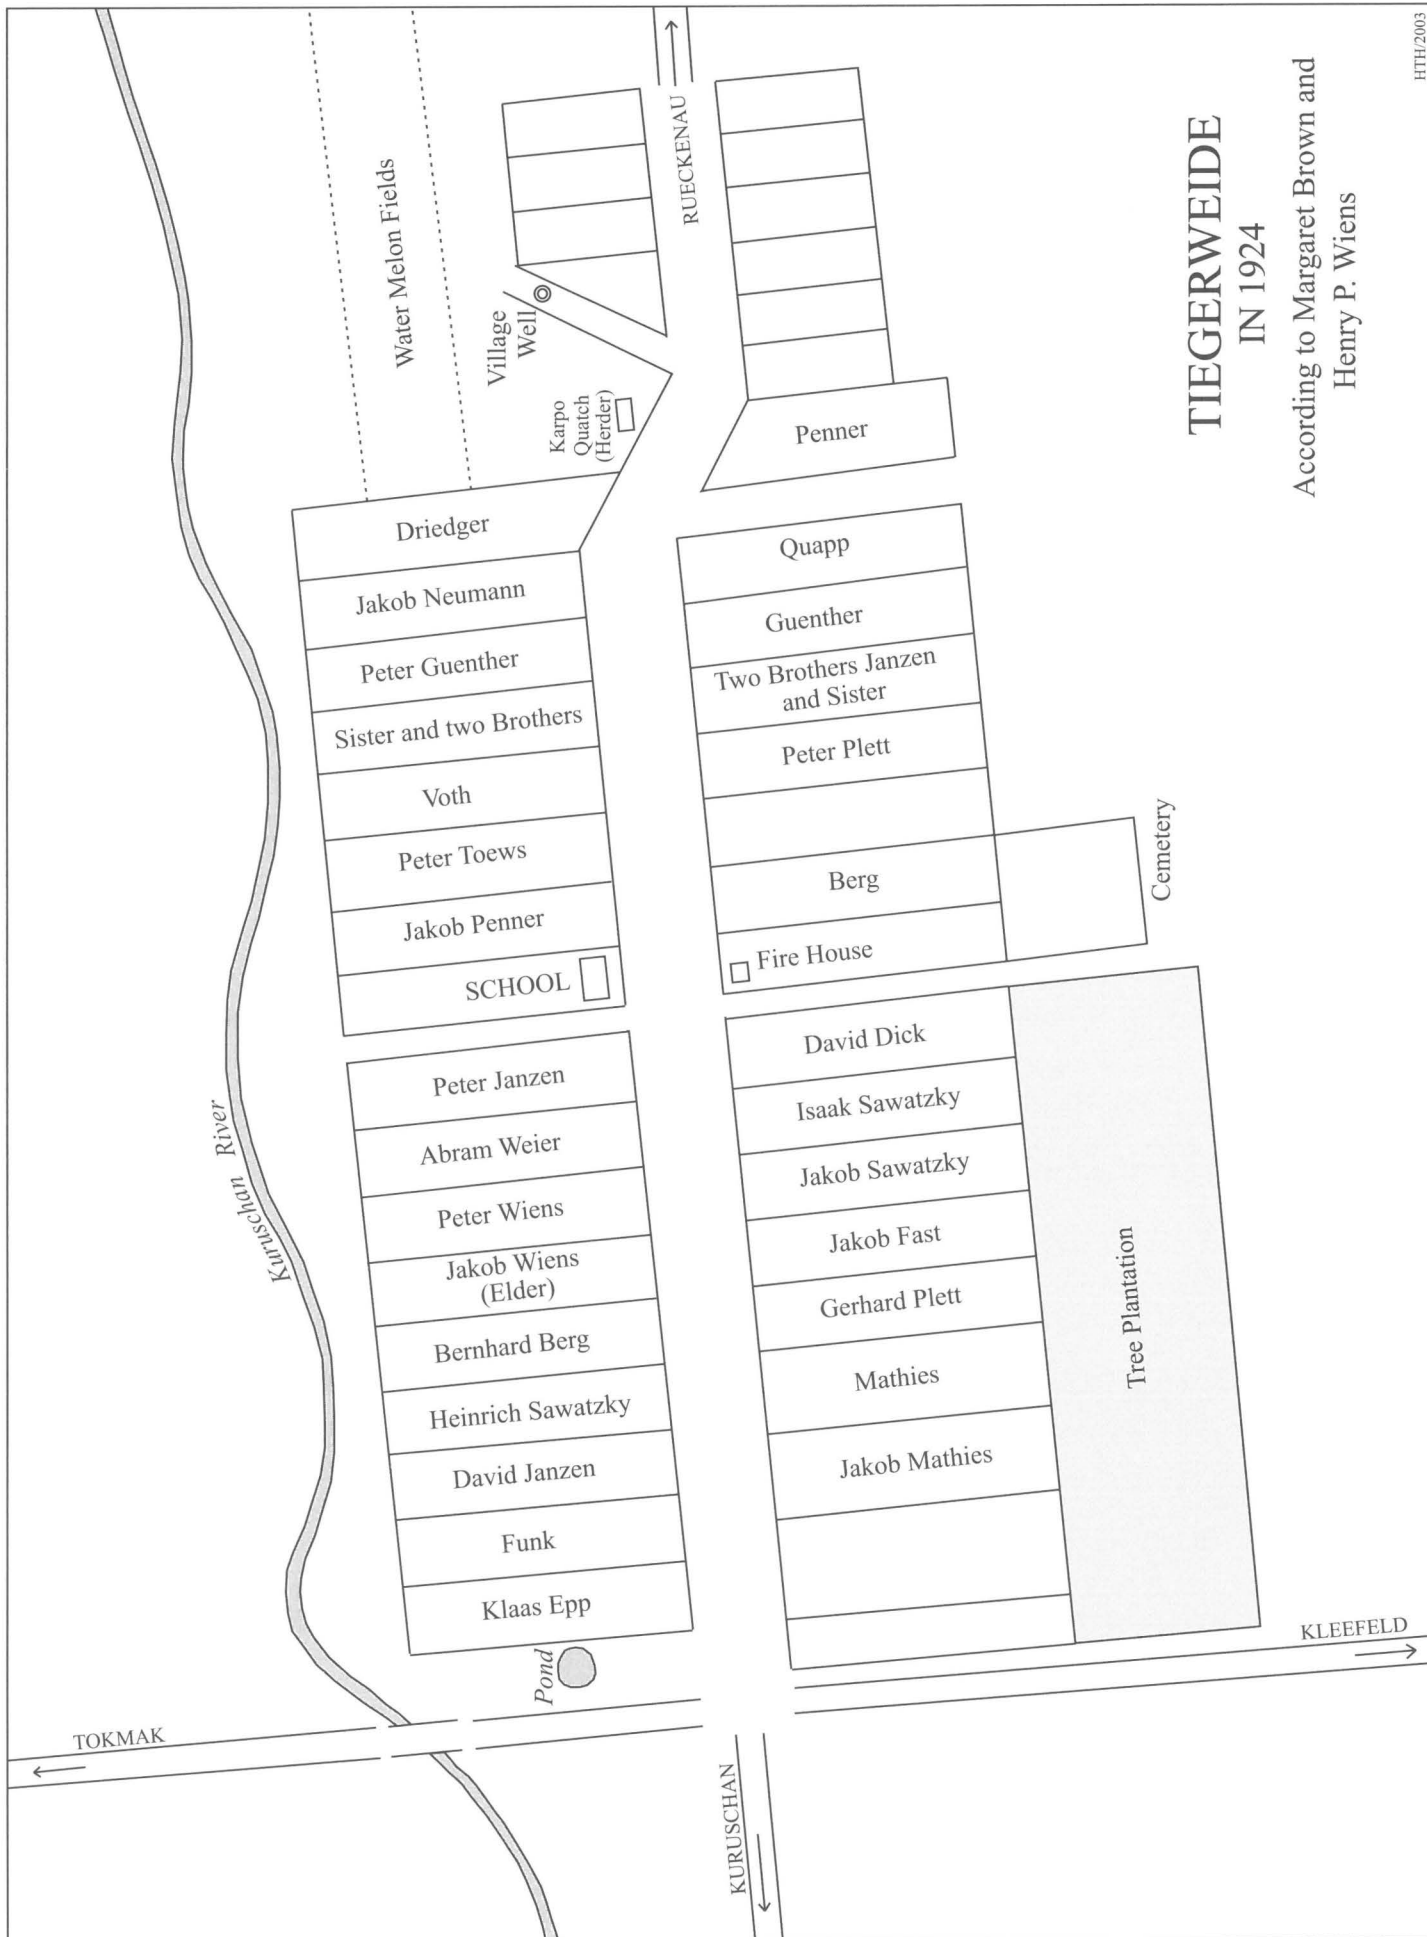 HTH/2003
TIEGERWEIDE
IN 1924
According to Margaret Brown and
Henry P. Wiens
RUECKENAU
Water Melon Fields
Village
Well
Karpo
Quatch
(Herder)
Penner
Driedger
Jakob Neumann
Peter Guenther
Sister and two Brothers
Voth
Peter Toews
Jakob Penner
SCHOOL
Quapp
Guenther
Two Brothers Janzen
and Sister
Peter Plett
Berg
Fire House
Cemetery
Kuruschan River
Peter Janzen
Abram Weier
Peter Wiens
Jakob Wiens
(Elder)
Bernhard Berg
Heinrich Sawatzky
David Janzen
Funk
Klaas Epp
David Dick
Isaak Sawatzky
Jakob Sawatzky
Jakob Fast
Gerhard Plett
Mathies
Jakob Mathies
Tree Plantation
Pond
KLEEFELD
TOKMAK
KURUSCHAN